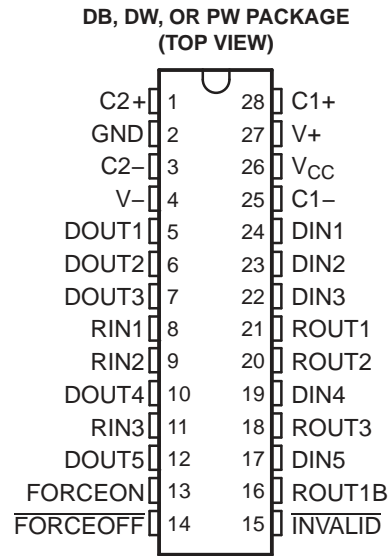 DB, DW, OR PW PACKAGE
(TOP VIEW)
C2+ 1 28 C1+
GND 2 27 V+
C2− 3 26 VCC
V− 4 25 C1−
DOUT1 5 24 DIN1
DOUT2 6 23 DIN2
DOUT3 7 22 DIN3
RIN1 8 21 ROUT1
RIN2 9 20 ROUT2
DOUT4 10 19 DIN4
RIN3 11 18 ROUT3
DOUT5 12 17 DIN5
FORCEON 13 16 ROUT1B
FORCEOFF 14 15 INVALID